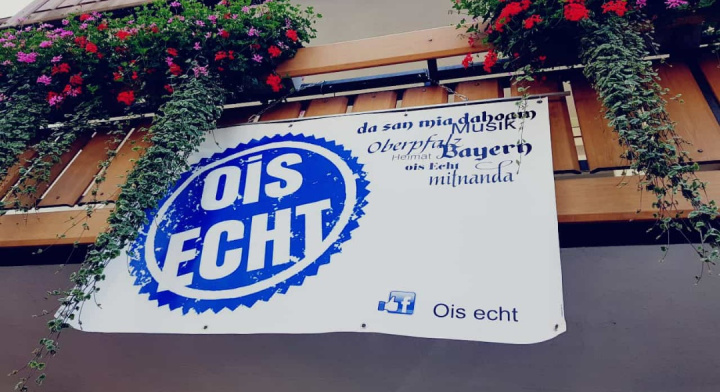 ois
ECHT
da san mia dahoam
Musik
Oberpfalz
Heimat
Bayern
ois Echt
mitnanda
f
Ois echt